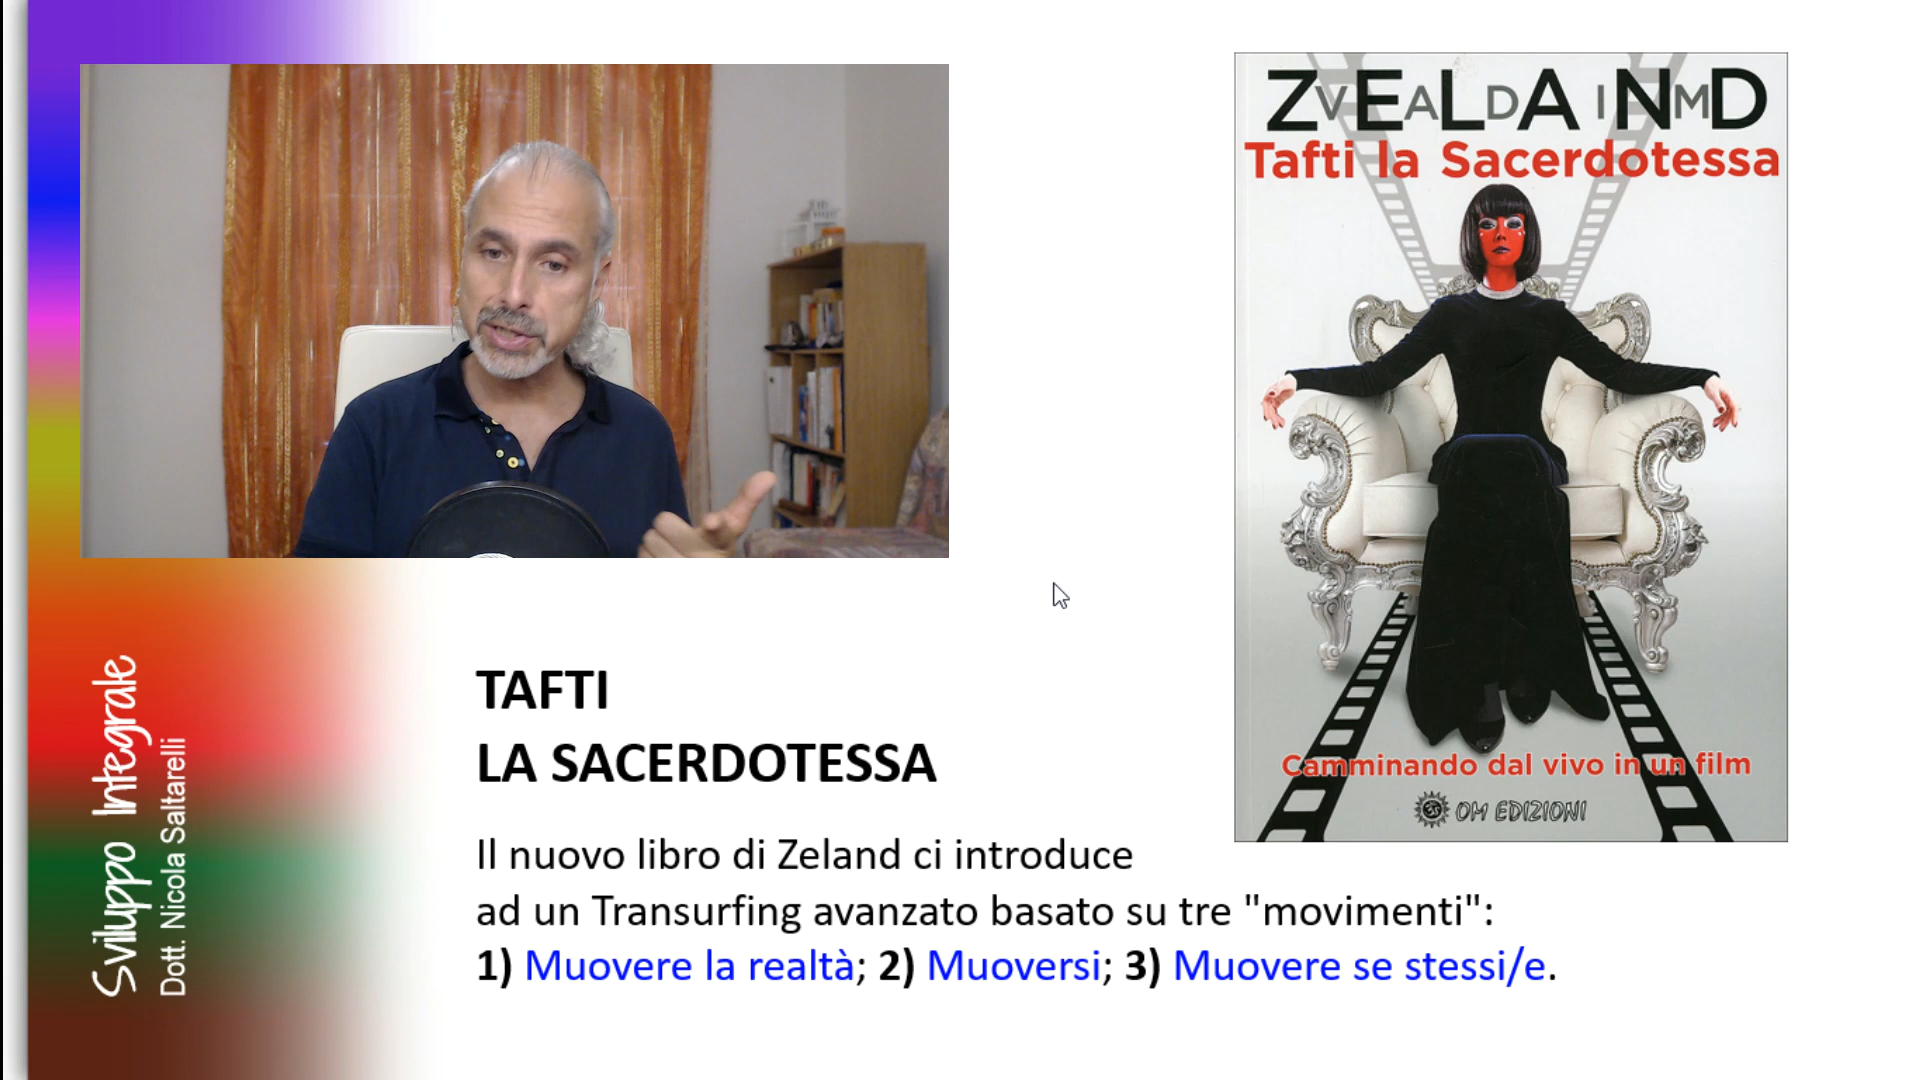 ZELAND
VADIM
Tafti la Sacerdotessa
Camminando dal vivo in un film
OM EDIZIONI
TAFTI
LA SACERDOTESSA
Il nuovo libro di Zeland ci introduce
ad un Transurfing avanzato basato su tre "movimenti":
1) Muovere la realtà; 2) Muoversi; 3) Muovere se stessi/e.
Sviluppo Integrale
Dott. Nicola Saltarelli